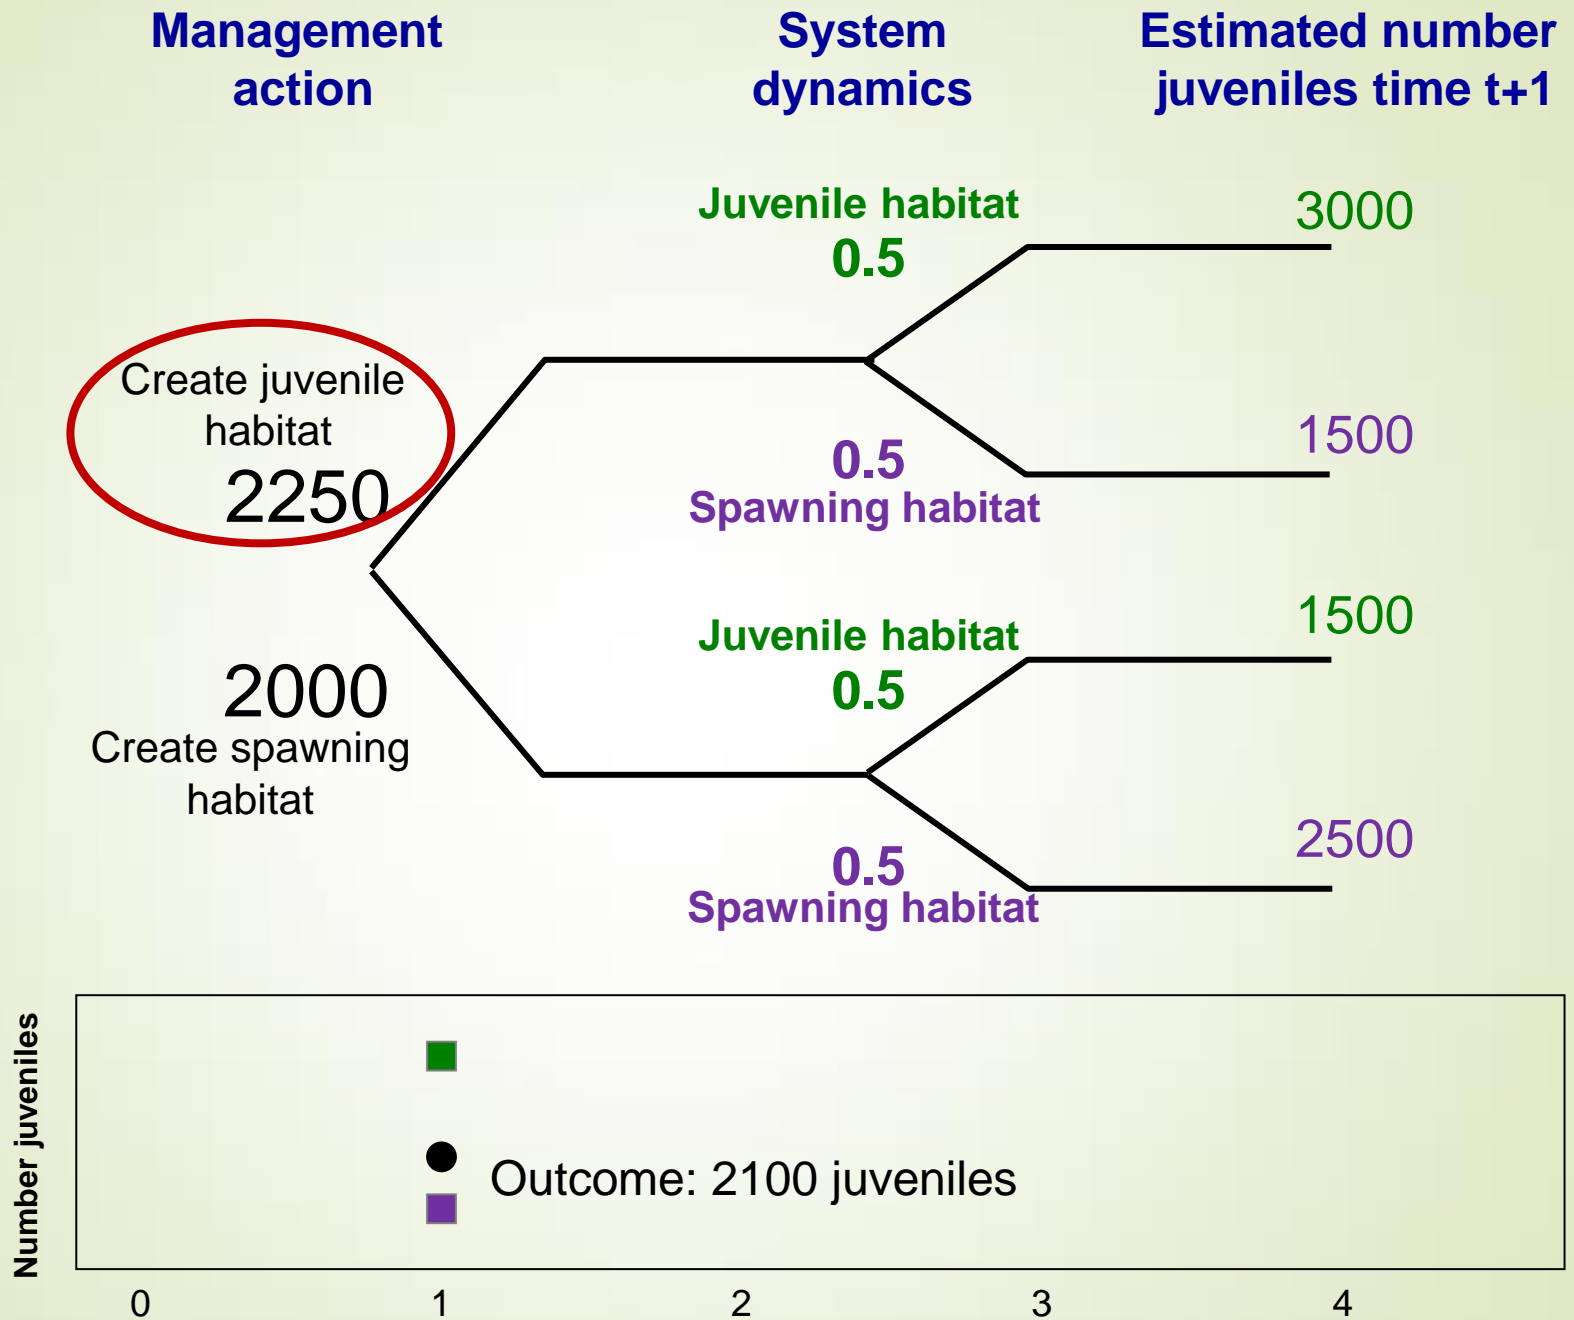 Management
action
System
dynamics
Estimated number
juveniles time t+1
Juvenile habitat
0.5
3000
Create juvenile
habitat
2250
0.5
Spawning habitat
1500
2000
Create spawning
habitat
Juvenile habitat
0.5
1500
0.5
Spawning habitat
2500
Number juveniles
Outcome: 2100 juveniles
0 1 2 3 4